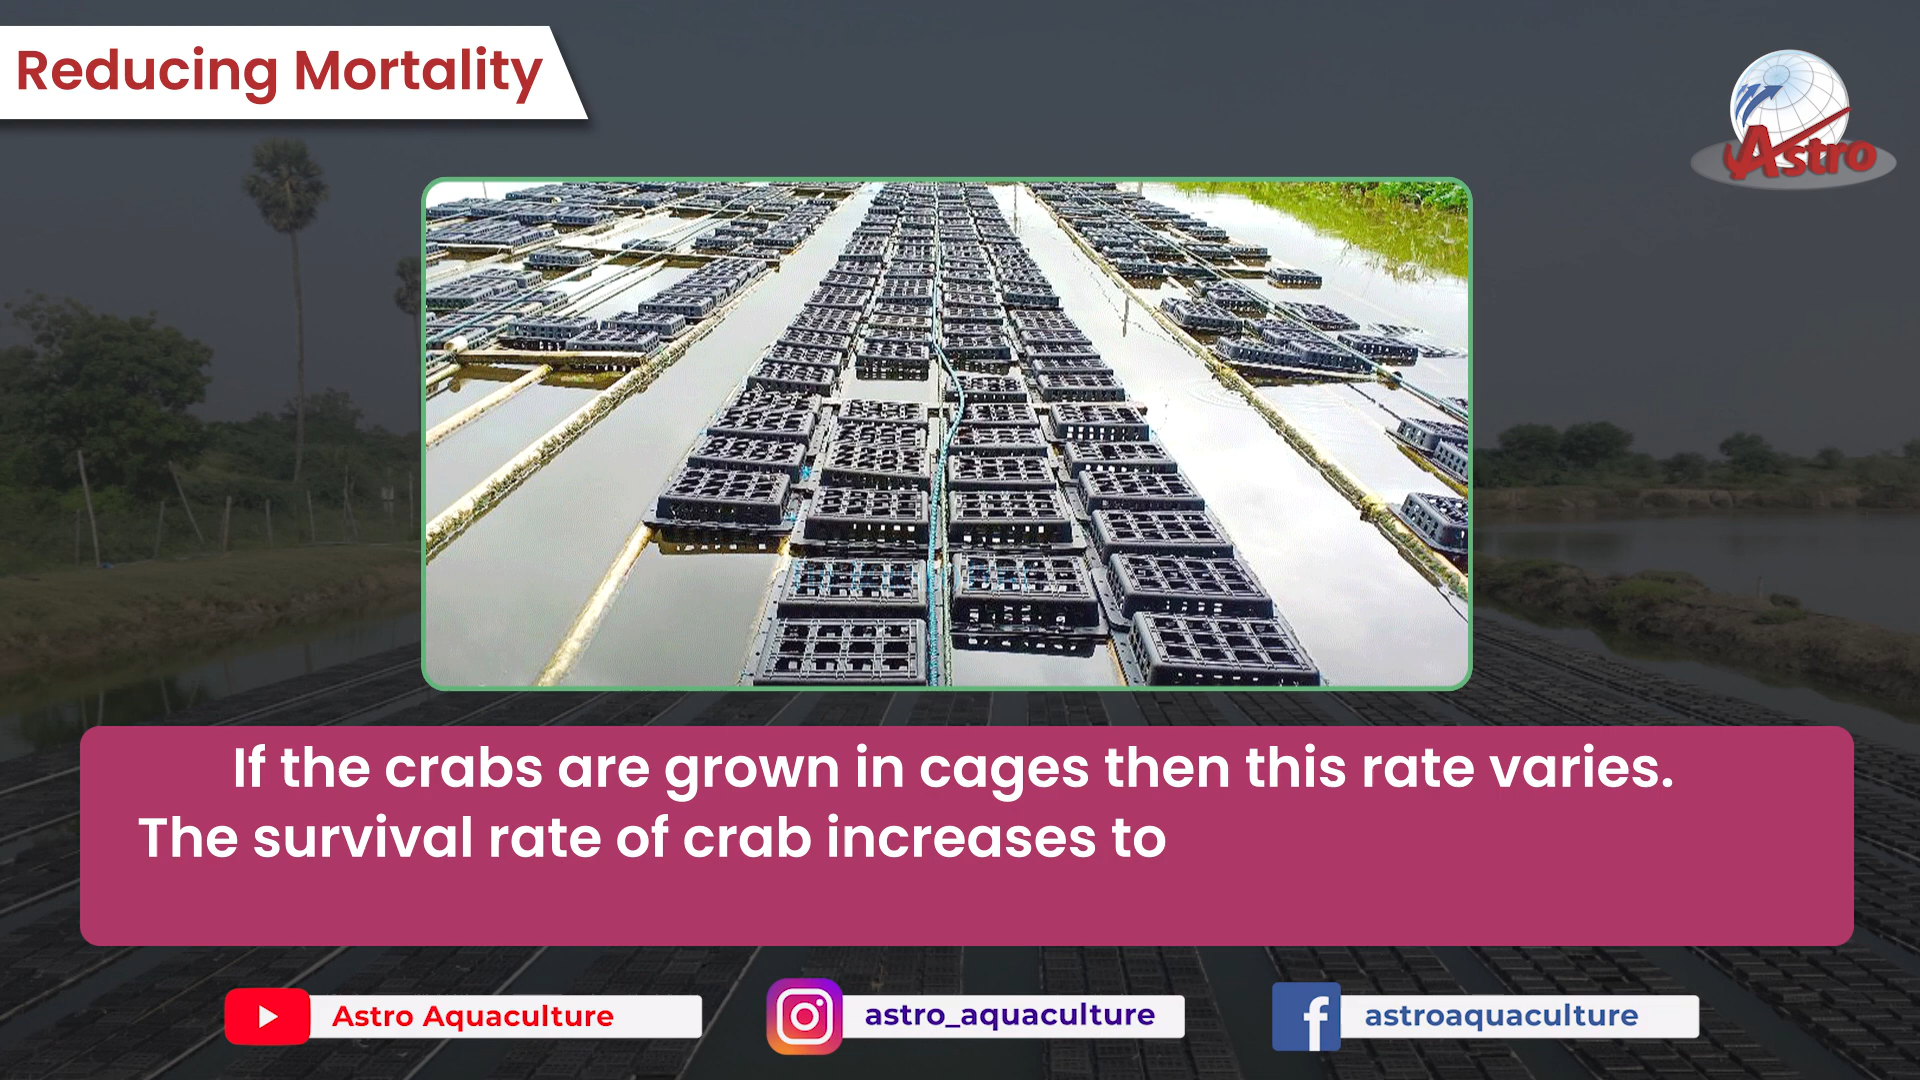 Reducing Mortality
Astro
If the crabs are grown in cages then this rate varies.
The survival rate of crab increases to
Astro Aquaculture
astro_aquaculture
astroaquaculture